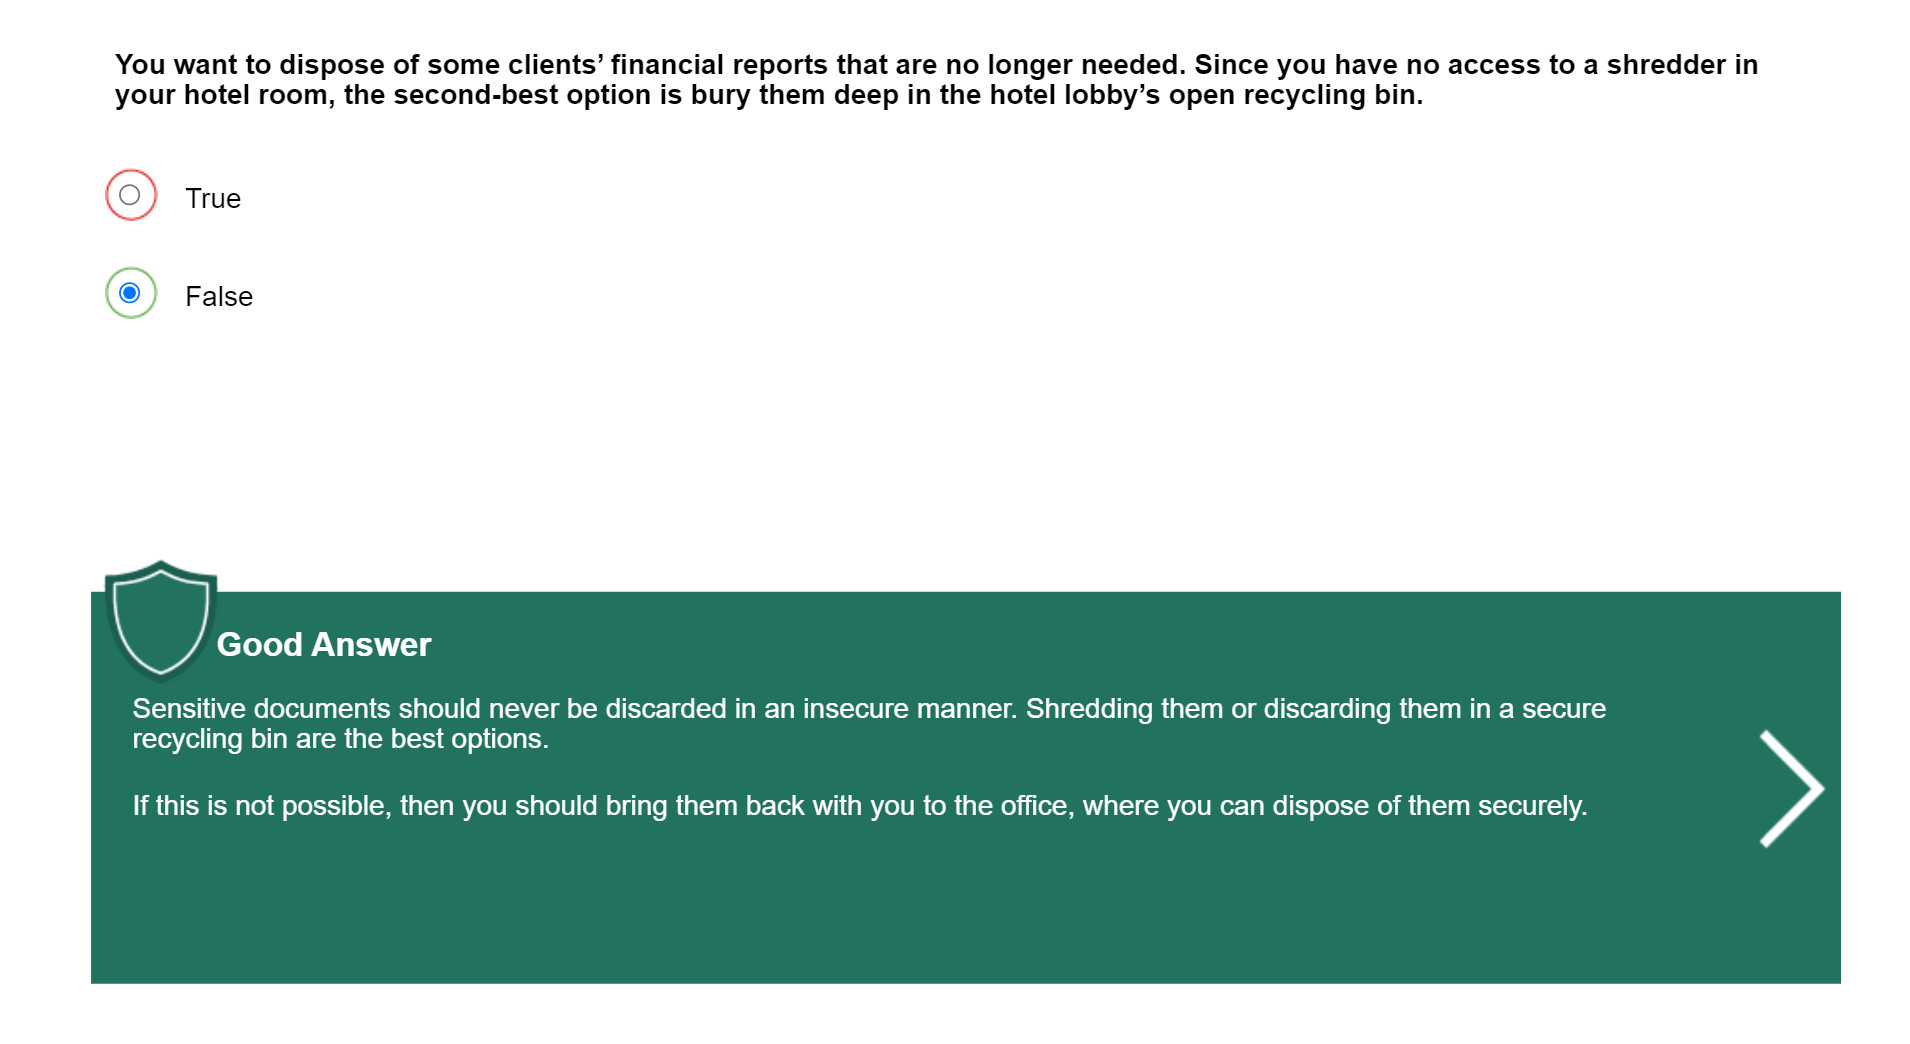 You want to dispose of some clients’ financial reports that are no longer needed. Since you have no access to a shredder in
your hotel room, the second-best option is bury them deep in the hotel lobby’s open recycling bin.
True
False
Good Answer
Sensitive documents should never be discarded in an insecure manner. Shredding them or discarding them in a secure
recycling bin are the best options.
If this is not possible, then you should bring them back with you to the office, where you can dispose of them securely.